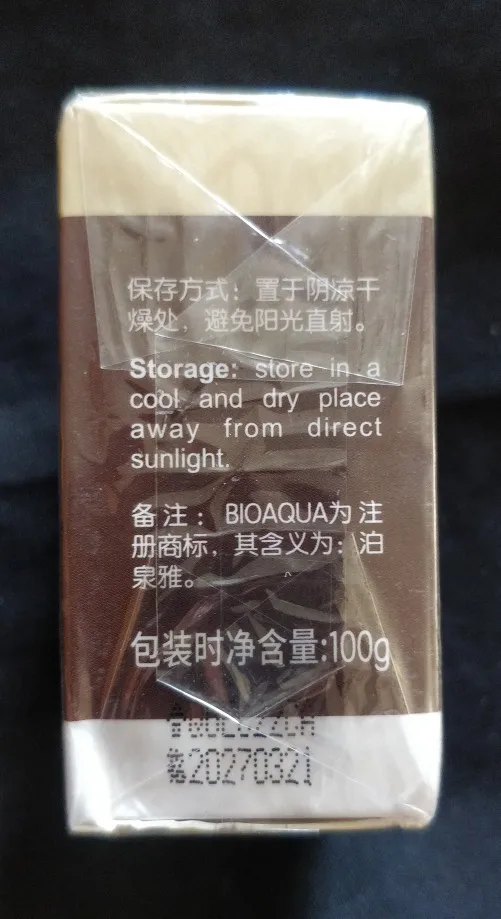 保存方式：置于阴凉干
燥处，避免阳光直射。
Storage: store in a
cool and dry place
away from direct
sunlight.
备注：BIOAQUA为注
册商标，其含义为：泊
泉雅。
包装时净含量:100g
20270321